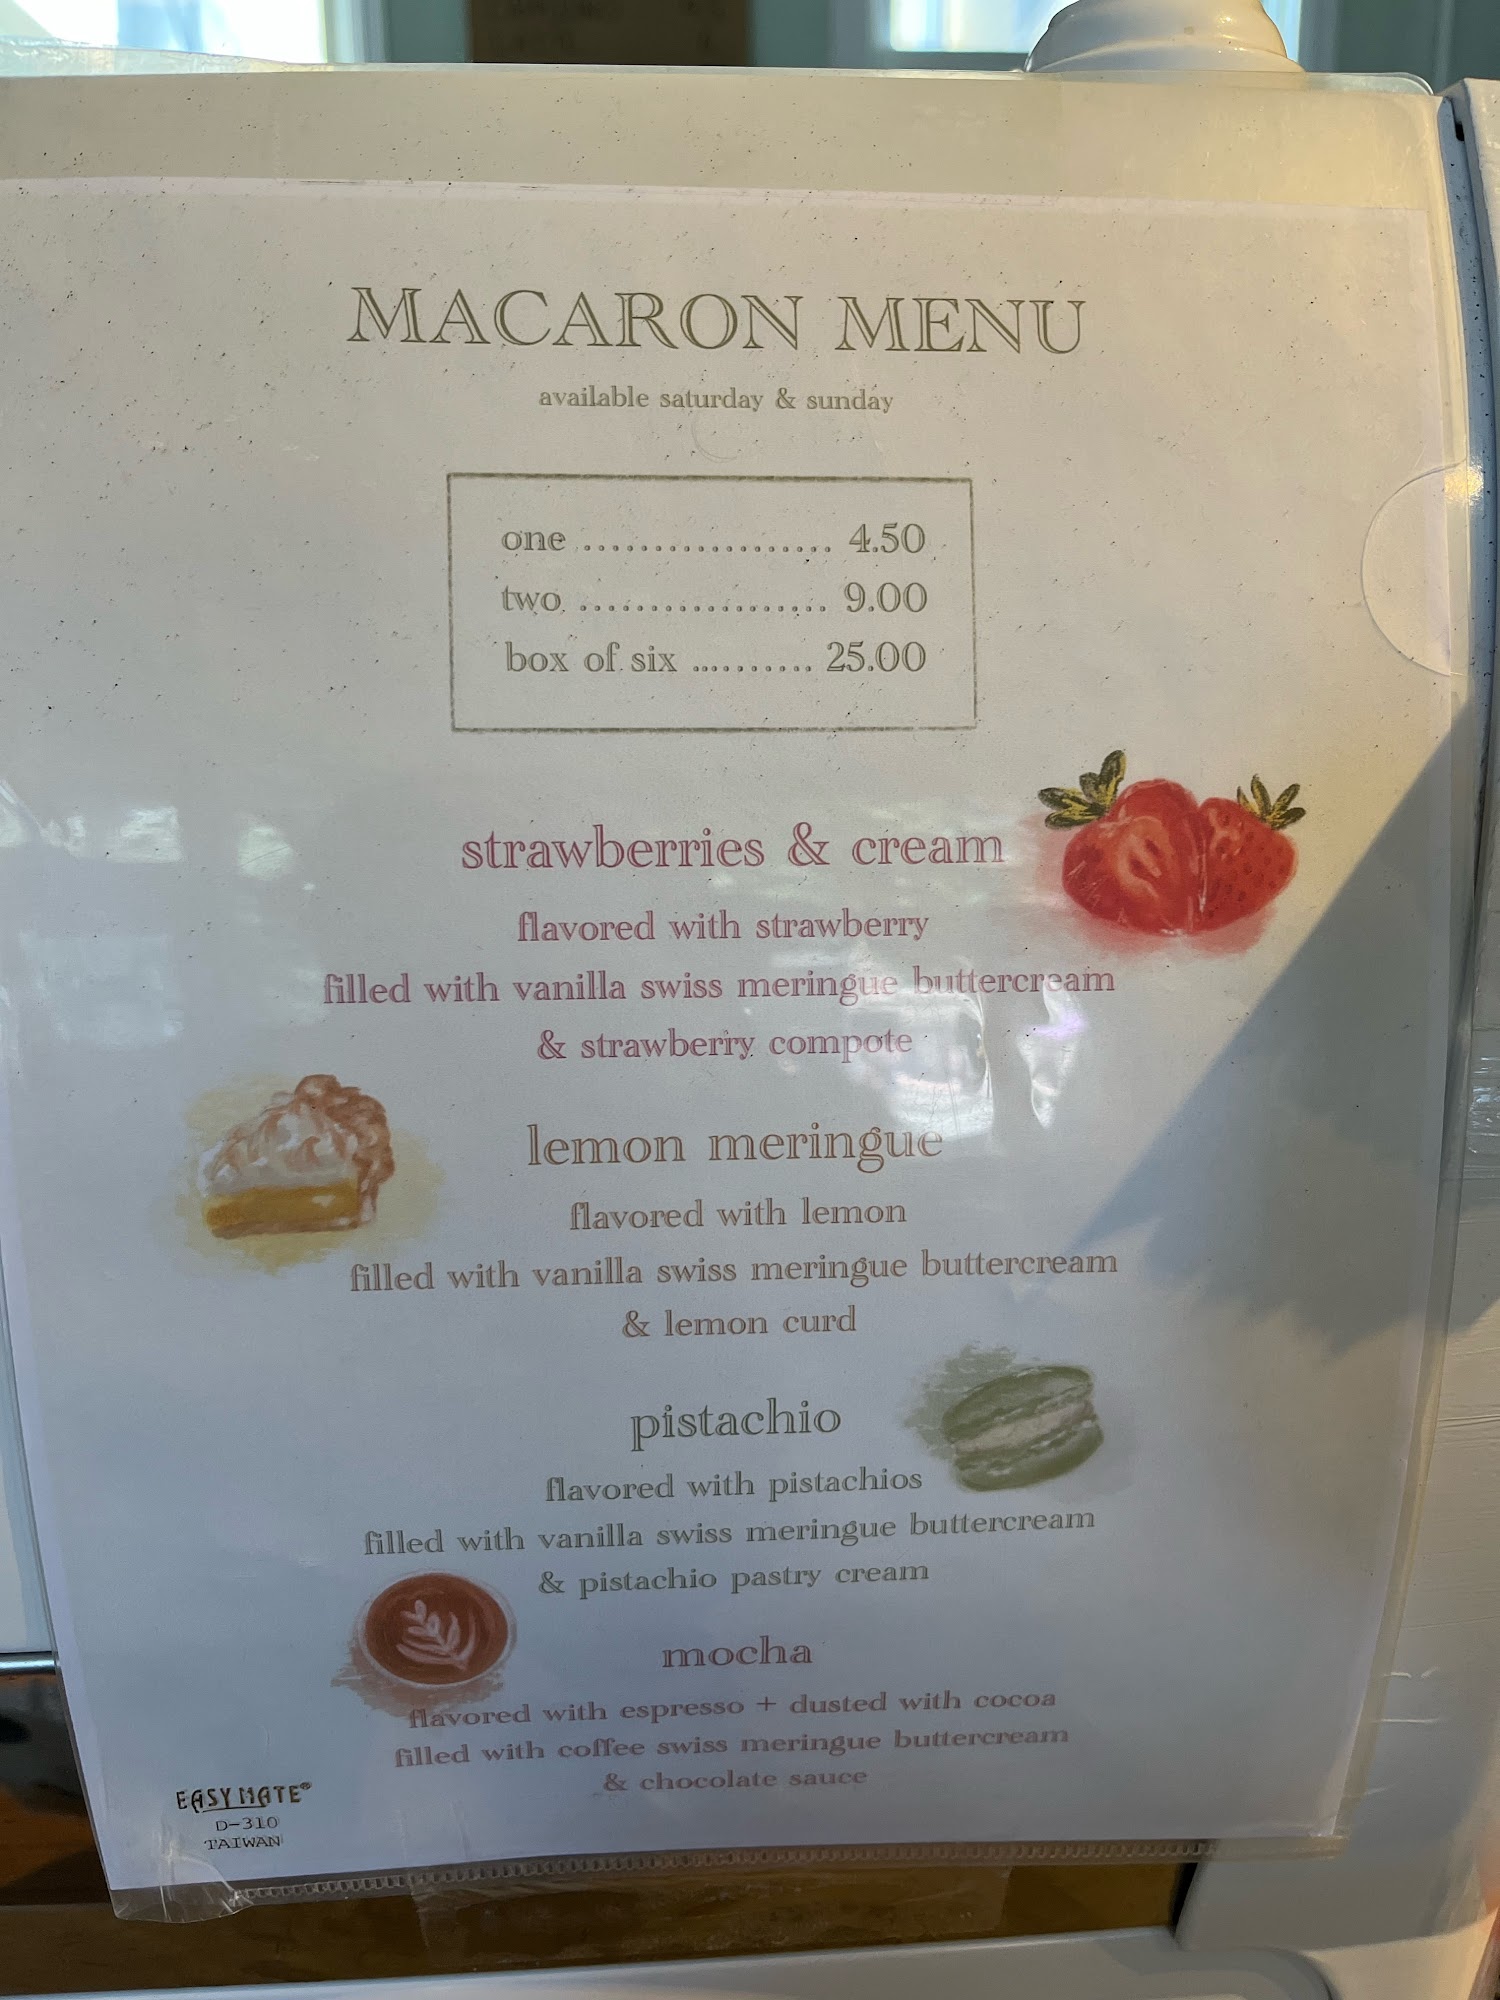 MACARON MENU
available saturday & sunday
one .................. 4.50
two .................. 9.00
box of six .......... 25.00
strawberries & cream
flavored with strawberry
filled with vanilla swiss meringue buttercream
& strawberry compote
lemon meringue
flavored with lemon
filled with vanilla swiss meringue buttercream
& lemon curd
pistachio
flavored with pistachios
filled with vanilla swiss meringue buttercream
& pistachio pastry cream
mocha
flavored with espresso + dusted with cocoa
filled with coffee swiss meringue buttercream
& chocolate sauce
EASYMATE®
D-310
TAIWAN